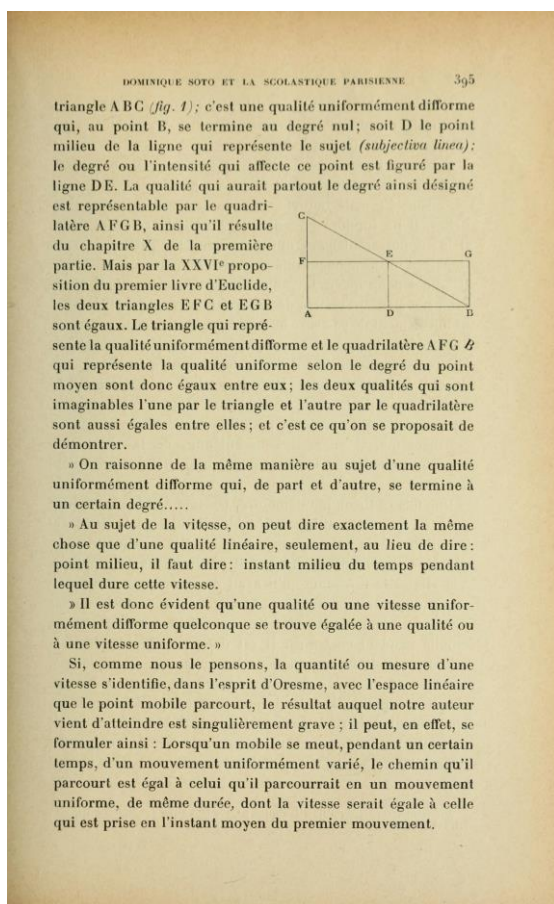 DOMINIQUE SOTO ET LA SCOLASTIQUE PARISIENNE 395
triangle A B C (fig. 1); c'est une qualité uniformément difforme
qui, au point B, se termine au degré nul; soit D le point
milieu de la ligne qui représente le sujet (subjectiva linea);
le degré ou l'intensité qui affecte ce point est figuré par la
ligne DE. La qualité qui aurait partout le degré ainsi désigné
est représentable par le quadri-
latère A F G B, ainsi qu'il résulte
du chapitre X de la première
partie. Mais par la XXVIe propo-
sition du premier livre d'Euclide,
les deux triangles E F C et E G B
sont égaux. Le triangle qui repré-
C
F E G
A D B
sente la qualité uniformément difforme et le quadrilatère A F G B
qui représente la qualité uniforme selon le degré du point
moyen sont donc égaux entre eux; les deux qualités qui sont
imaginables l'une par le triangle et l'autre par le quadrilatère
sont aussi égales entre elles; et c'est ce qu'on se proposait de
démontrer.
» On raisonne de la même manière au sujet d'une qualité
uniformément difforme qui, de part et d'autre, se termine à
un certain degré.....
» Au sujet de la vitesse, on peut dire exactement la même
chose que d'une qualité linéaire, seulement, au lieu de dire:
point milieu, il faut dire: instant milieu du temps pendant
lequel dure cette vitesse.
» Il est donc évident qu'une qualité ou une vitesse unifor-
mément difforme quelconque se trouve égalée à une qualité ou
à une vitesse uniforme. »
Si, comme nous le pensons, la quantité ou mesure d'une
vitesse s'identifie, dans l'esprit d'Oresme, avec l'espace linéaire
que le point mobile parcourt, le résultat auquel notre auteur
vient d'atteindre est singulièrement grave; il peut, en effet, se
formuler ainsi: Lorsqu'un mobile se meut, pendant un certain
temps, d'un mouvement uniformément varié, le chemin qu'il
parcourt est égal à celui qu'il parcourrait en un mouvement
uniforme, de même durée, dont la vitesse serait égale à celle
qui est prise en l'instant moyen du premier mouvement.